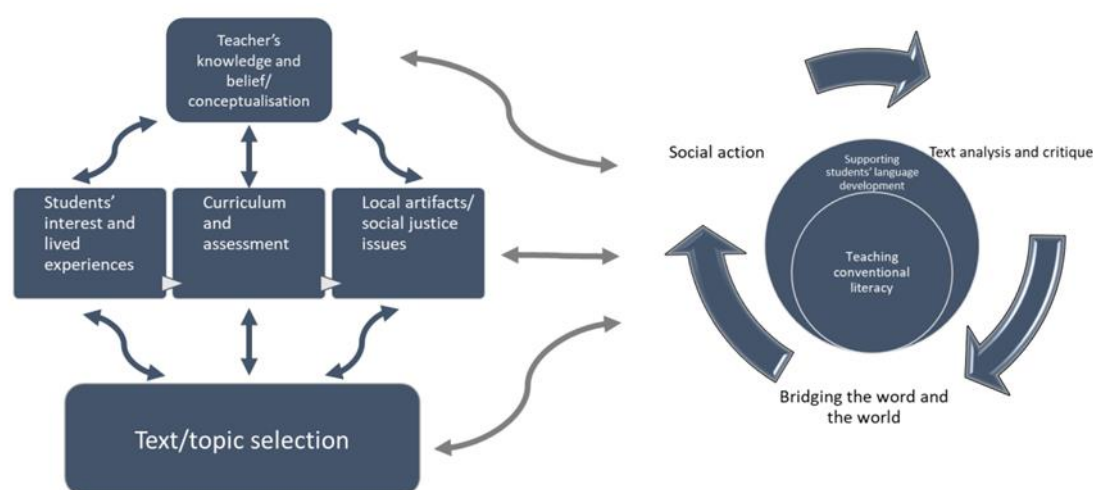 Teacher's
knowledge and
belief/
conceptualisation
Students'
interest and
lived
experiences
Curriculum
and
assessment
Local artifacts/
social justice
issues
Text/topic selection
Social action
Text analysis and critique
Supporting
students' language
development
Teaching
conventional
literacy
Bridging the word and
the world